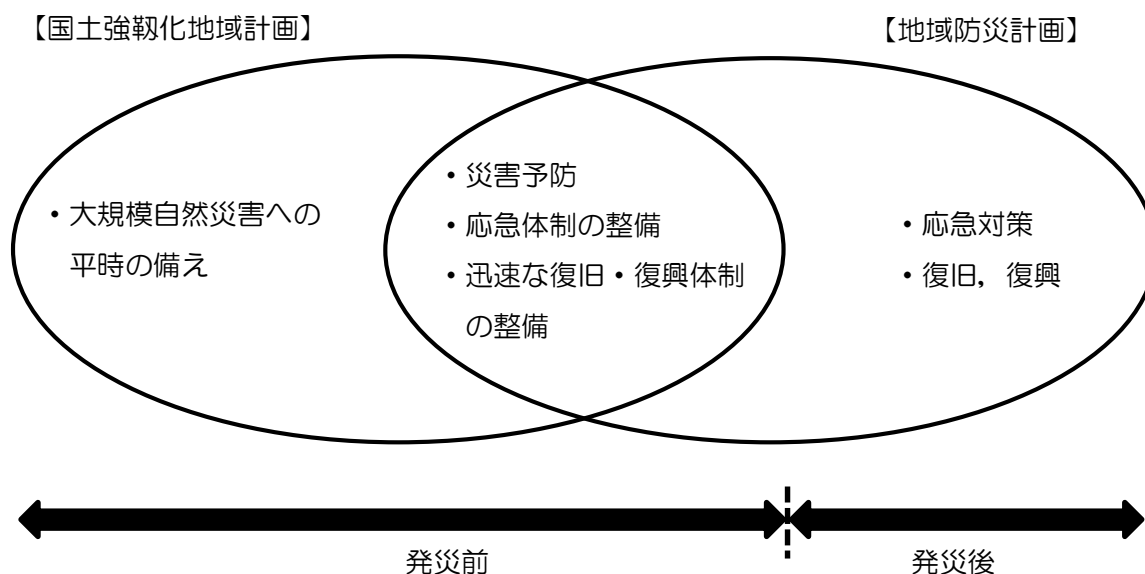 【国土強靱化地域計画】
【地域防災計画】
・大規模自然災害への
平時の備え
・災害予防
・応急体制の整備
・迅速な復旧・復興体制
の整備
・応急対策
・復旧，復興
発災前
発災後